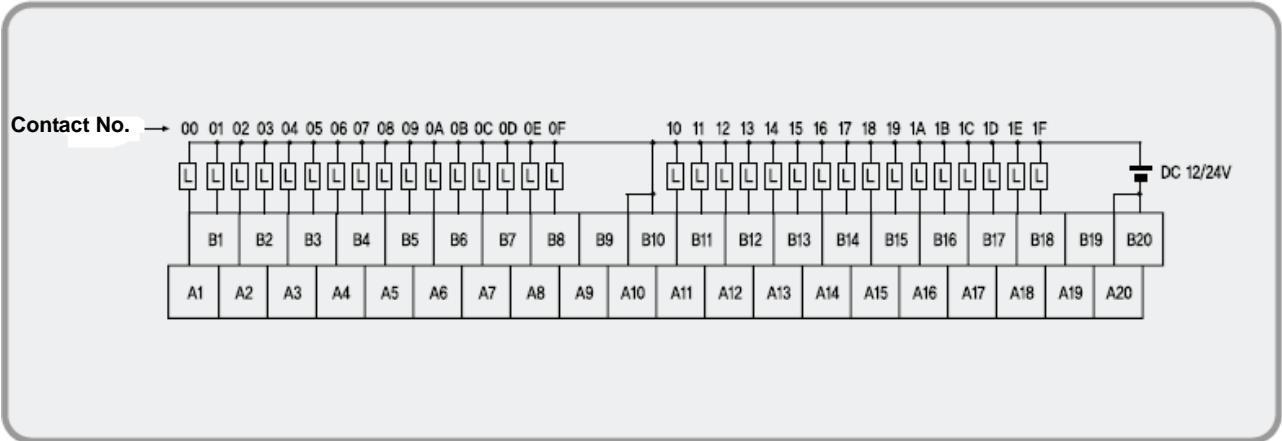 Contact No. 00 01 02 03 04 05 06 07 08 09 0A 0B 0C 0D 0E 0F 10 11 12 13 14 15 16 17 18 19 1A 1B 1C 1D 1E 1F
L L L L L L L L L L L L L L L L L L L L L L L L L L L L L L L L DC 12/24V
B1 B2 B3 B4 B5 B6 B7 B8 B9 B10 B11 B12 B13 B14 B15 B16 B17 B18 B19 B20
A1 A2 A3 A4 A5 A6 A7 A8 A9 A10 A11 A12 A13 A14 A15 A16 A17 A18 A19 A20